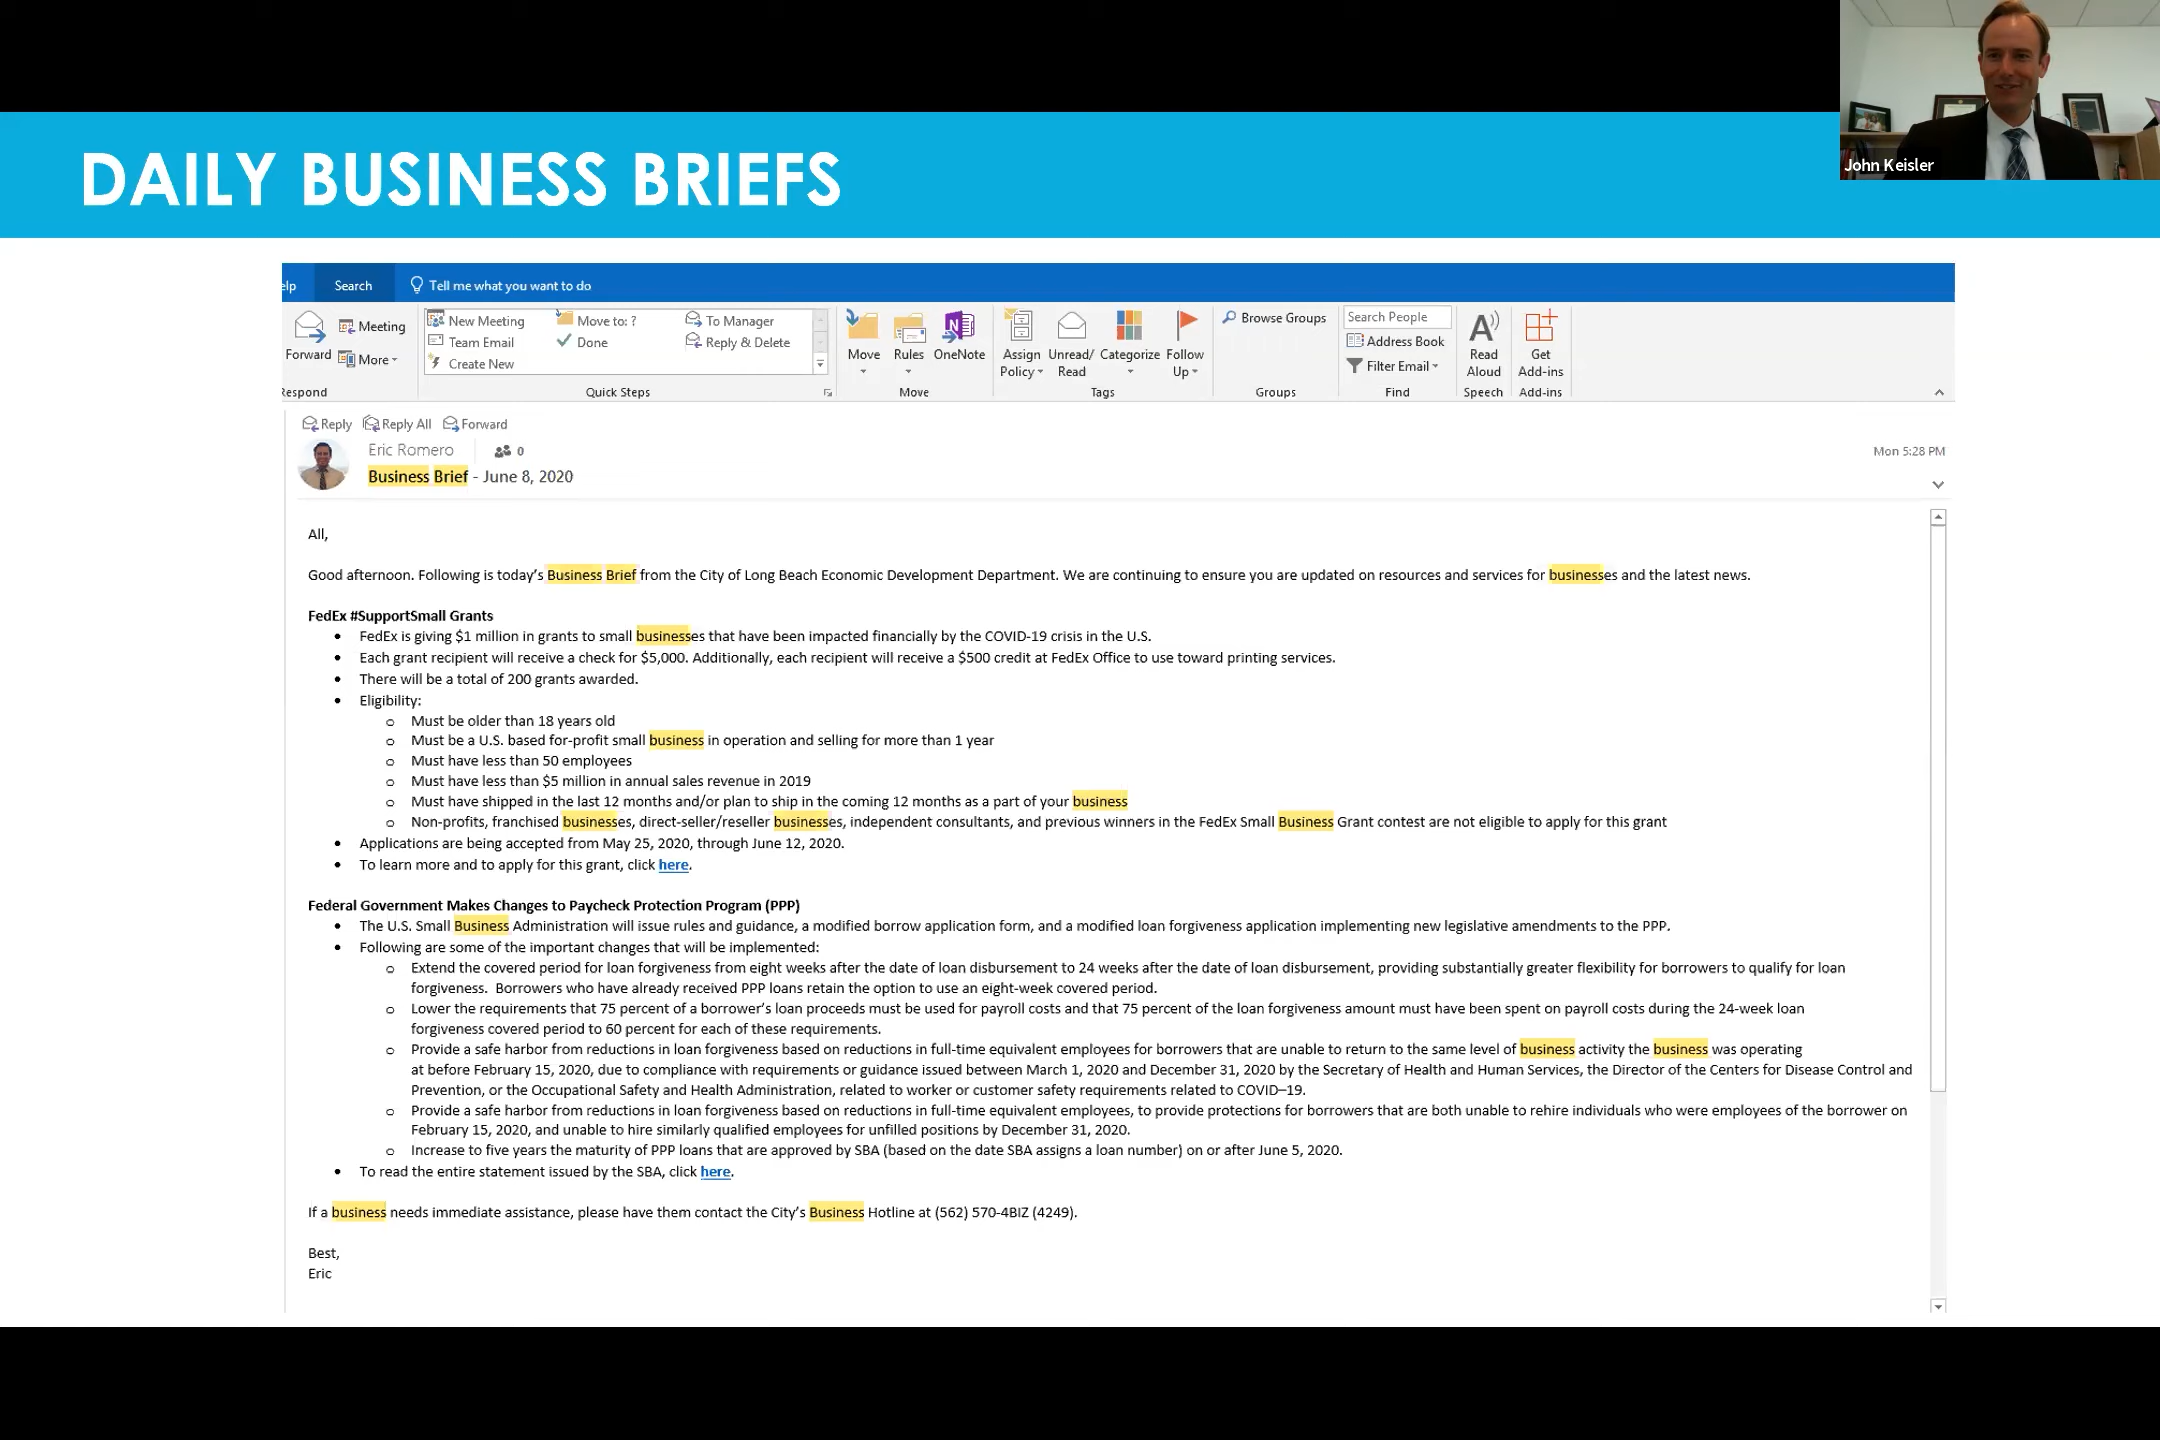 John Keisler
DAILY BUSINESS BRIEFS
elp Search Tell me what you want to do
Forward Meeting More
Respond
New Meeting Move to: ? To Manager
Team Email Done Reply & Delete
Create New
Quick Steps
Move Rules OneNote
Move
Assign Policy Unread/ Read Categorize Follow Up
Tags
Browse Groups
Groups
Search People
Address Book
Filter Email
Find
Read Aloud
Speech
Get Add-ins
Add-ins
Reply Reply All Forward
Eric Romero 0
Mon 5:28 PM
Business Brief - June 8, 2020
All,
Good afternoon. Following is today's Business Brief from the City of Long Beach Economic Development Department. We are continuing to ensure you are updated on resources and services for businesses and the latest news.
FedEx #SupportSmall Grants
• FedEx is giving $1 million in grants to small businesses that have been impacted financially by the COVID-19 crisis in the U.S.
• Each grant recipient will receive a check for $5,000. Additionally, each recipient will receive a $500 credit at FedEx Office to use toward printing services.
• There will be a total of 200 grants awarded.
• Eligibility:
o Must be older than 18 years old
o Must be a U.S. based for-profit small business in operation and selling for more than 1 year
o Must have less than 50 employees
o Must have less than $5 million in annual sales revenue in 2019
o Must have shipped in the last 12 months and/or plan to ship in the coming 12 months as a part of your business
o Non-profits, franchised businesses, direct-seller/reseller businesses, independent consultants, and previous winners in the FedEx Small Business Grant contest are not eligible to apply for this grant
• Applications are being accepted from May 25, 2020, through June 12, 2020.
• To learn more and to apply for this grant, click here.
Federal Government Makes Changes to Paycheck Protection Program (PPP)
• The U.S. Small Business Administration will issue rules and guidance, a modified borrow application form, and a modified loan forgiveness application implementing new legislative amendments to the PPP.
• Following are some of the important changes that will be implemented:
o Extend the covered period for loan forgiveness from eight weeks after the date of loan disbursement to 24 weeks after the date of loan disbursement, providing substantially greater flexibility for borrowers to qualify for loan
forgiveness. Borrowers who have already received PPP loans retain the option to use an eight-week covered period.
o Lower the requirements that 75 percent of a borrower's loan proceeds must be used for payroll costs and that 75 percent of the loan forgiveness amount must have been spent on payroll costs during the 24-week loan
forgiveness covered period to 60 percent for each of these requirements.
o Provide a safe harbor from reductions in loan forgiveness based on reductions in full-time equivalent employees for borrowers that are unable to return to the same level of business activity the business was operating
at before February 15, 2020, due to compliance with requirements or guidance issued between March 1, 2020 and December 31, 2020 by the Secretary of Health and Human Services, the Director of the Centers for Disease Control and
Prevention, or the Occupational Safety and Health Administration, related to worker or customer safety requirements related to COVID–19.
o Provide a safe harbor from reductions in loan forgiveness based on reductions in full-time equivalent employees, to provide protections for borrowers that are both unable to rehire individuals who were employees of the borrower on
February 15, 2020, and unable to hire similarly qualified employees for unfilled positions by December 31, 2020.
o Increase to five years the maturity of PPP loans that are approved by SBA (based on the date SBA assigns a loan number) on or after June 5, 2020.
• To read the entire statement issued by the SBA, click here.
If a business needs immediate assistance, please have them contact the City's Business Hotline at (562) 570-4BIZ (4249).
Best,
Eric